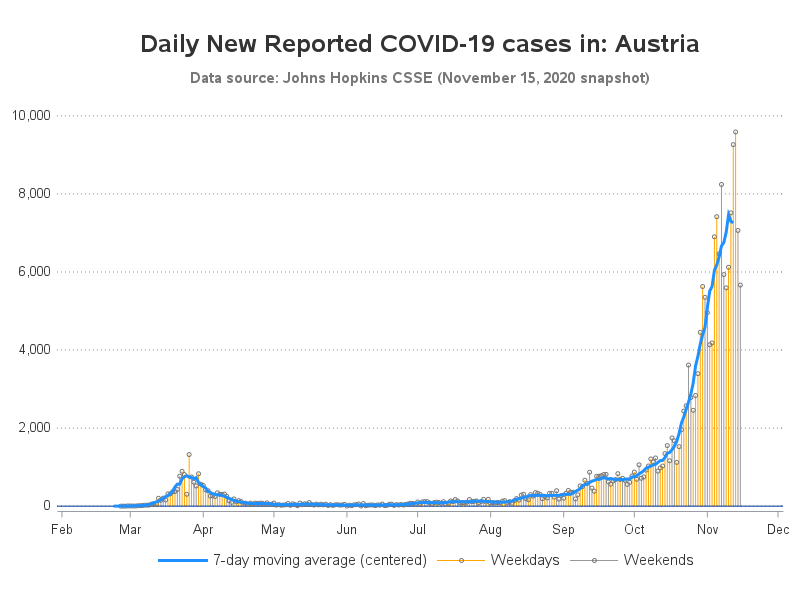 Daily New Reported COVID-19 cases in: Austria
Data source: Johns Hopkins CSSE (November 15, 2020 snapshot)
10,000
8,000
6,000
4,000
2,000
0
Feb Mar Apr May Jun Jul Aug Sep Oct Nov Dec
7-day moving average (centered) Weekdays Weekends